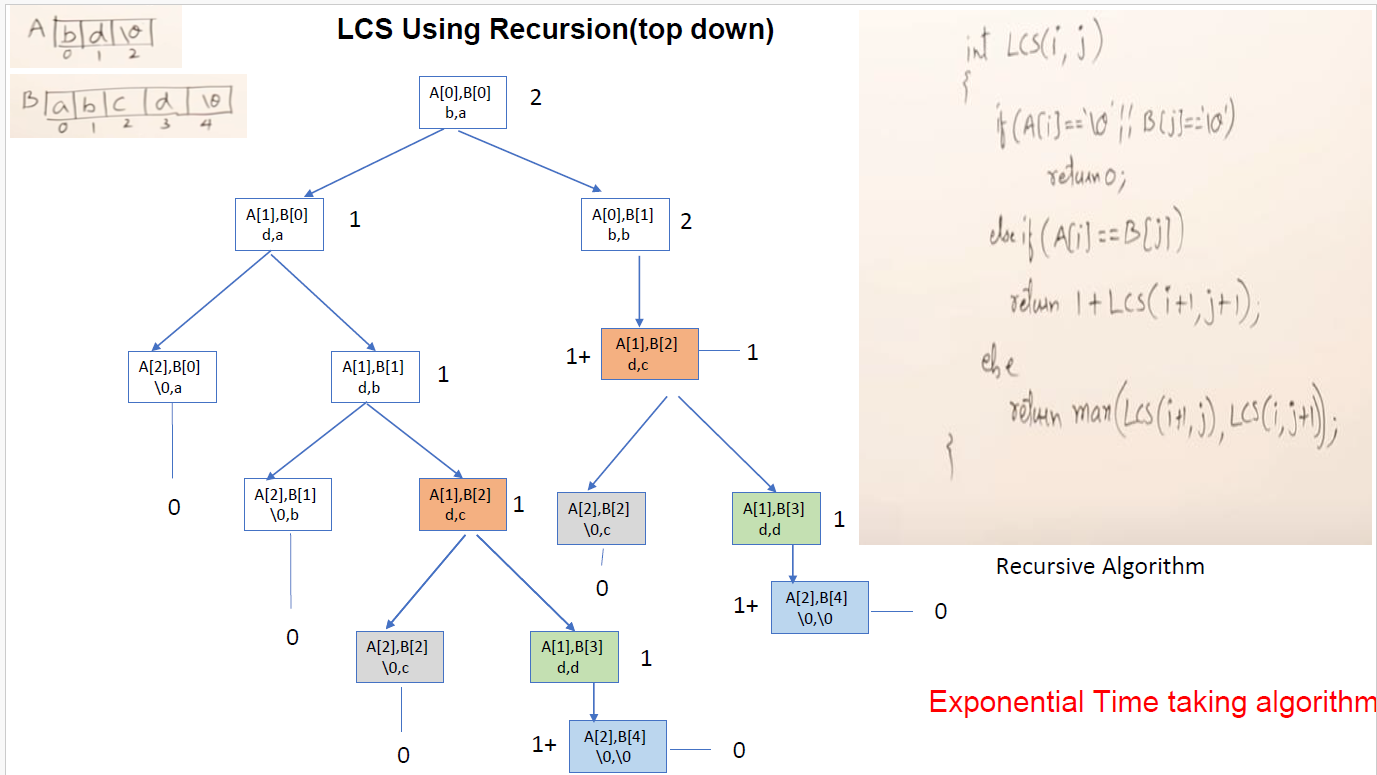 LCS Using Recursion(top down)
A b d \0
0 1 2
B a b c d \0
0 1 2 3 4
A[0],B[0]
b,a
2
A[1],B[0]
d,a
1
A[0],B[1]
b,b
2
A[2],B[0]
\0,a
0
A[1],B[1]
d,b
1
1+
A[1],B[2]
d,c
1
A[2],B[1]
\0,b
0
A[1],B[2]
d,c
1
A[2],B[2]
\0,c
0
A[1],B[3]
d,d
1
1+
A[2],B[4]
\0,\0
0
A[2],B[2]
\0,c
0
A[1],B[3]
d,d
1
1+
A[2],B[4]
\0,\0
0
int LCS(i, j)
{
if(A[i]=='\0' || B[j]=='\0')
return 0;
else if(A[i]==B[j])
return 1+LCS(i+1, j+1);
else
return max(LCS(i+1, j), LCS(i, j+1));
}
Recursive Algorithm
Exponential Time taking algorithm